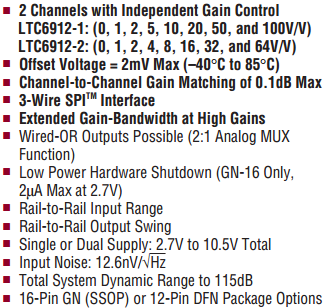 ■ 2 Channels with Independent Gain Control
LTC6912-1: (0, 1, 2, 5, 10, 20, 50, and 100V/V)
LTC6912-2: (0, 1, 2, 4, 8, 16, 32, and 64V/V)
■ Offset Voltage = 2mV Max (–40°C to 85°C)
■ Channel-to-Channel Gain Matching of 0.1dB Max
■ 3-Wire SPI™ Interface
■ Extended Gain-Bandwidth at High Gains
■ Wired-OR Outputs Possible (2:1 Analog MUX
Function)
■ Low Power Hardware Shutdown (GN-16 Only,
2µA Max at 2.7V)
■ Rail-to-Rail Input Range
■ Rail-to-Rail Output Swing
■ Single or Dual Supply: 2.7V to 10.5V Total
■ Input Noise: 12.6nV/√Hz
■ Total System Dynamic Range to 115dB
■ 16-Pin GN (SSOP) or 12-Pin DFN Package Options